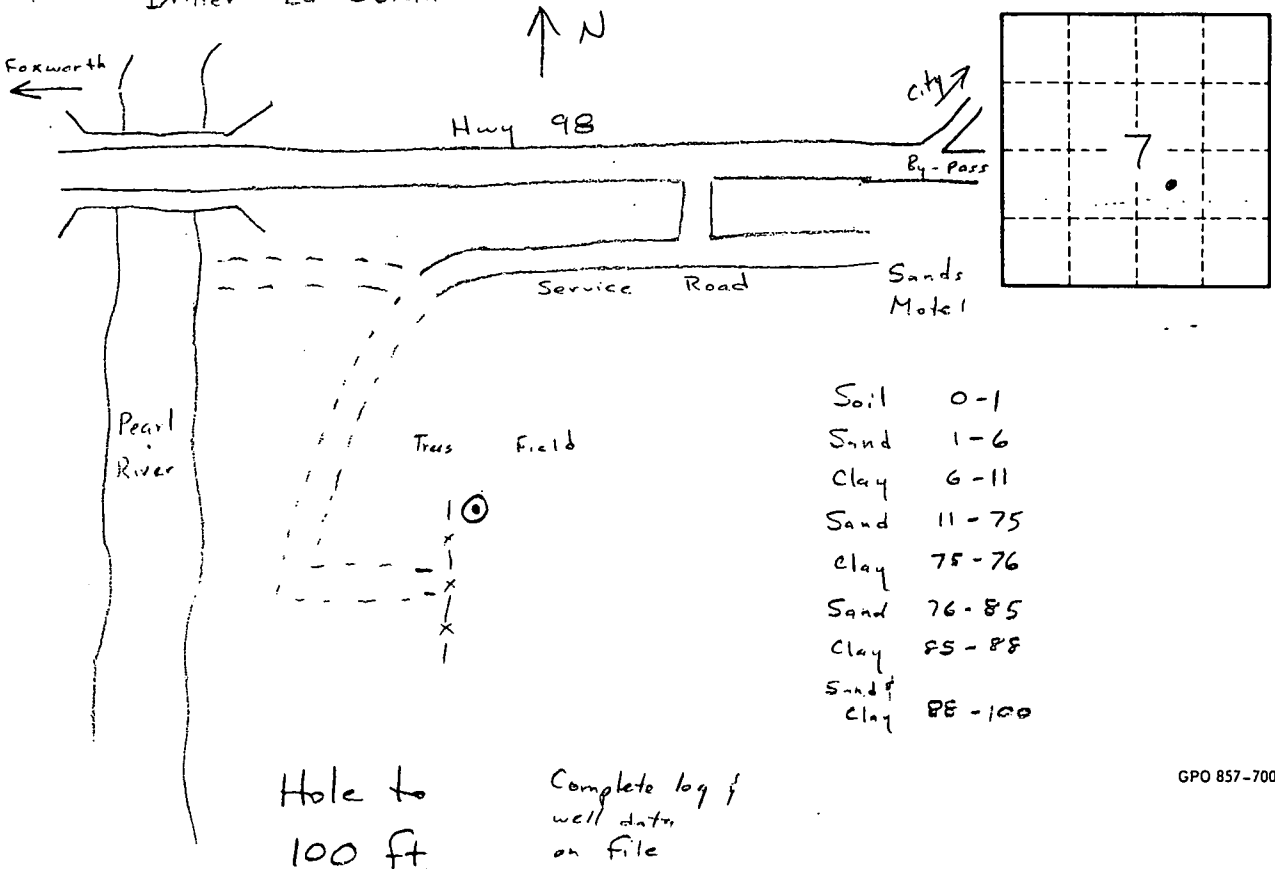 Driller
N
Foxworth
City
Hwy 98
By-Pass
7
Service Road
Sands
Motel
Pearl
River
Trees Field
Soil 0-1
Sand 1-6
Clay 6-11
Sand 11-75
Clay 75-76
Sand 76-85
Clay 85-88
Sand &
Clay 88-100
GPO 857-700
Hole to
100 ft
Complete log &
well data
on file